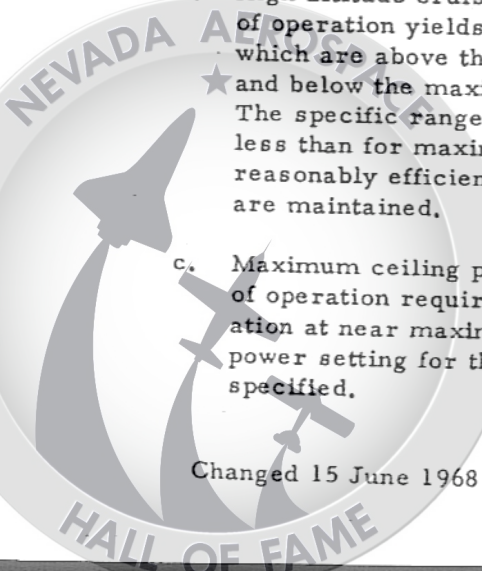 of operation yields
which are above th
and below the maxi
The specific range
less than for maxim
reasonably efficien
are maintained.
c. Maximum ceiling p
of operation requir
ation at near maxim
power setting for th
specified.
Changed 15 June 1968
NEVADA AEROSPACE
HALL OF FAME